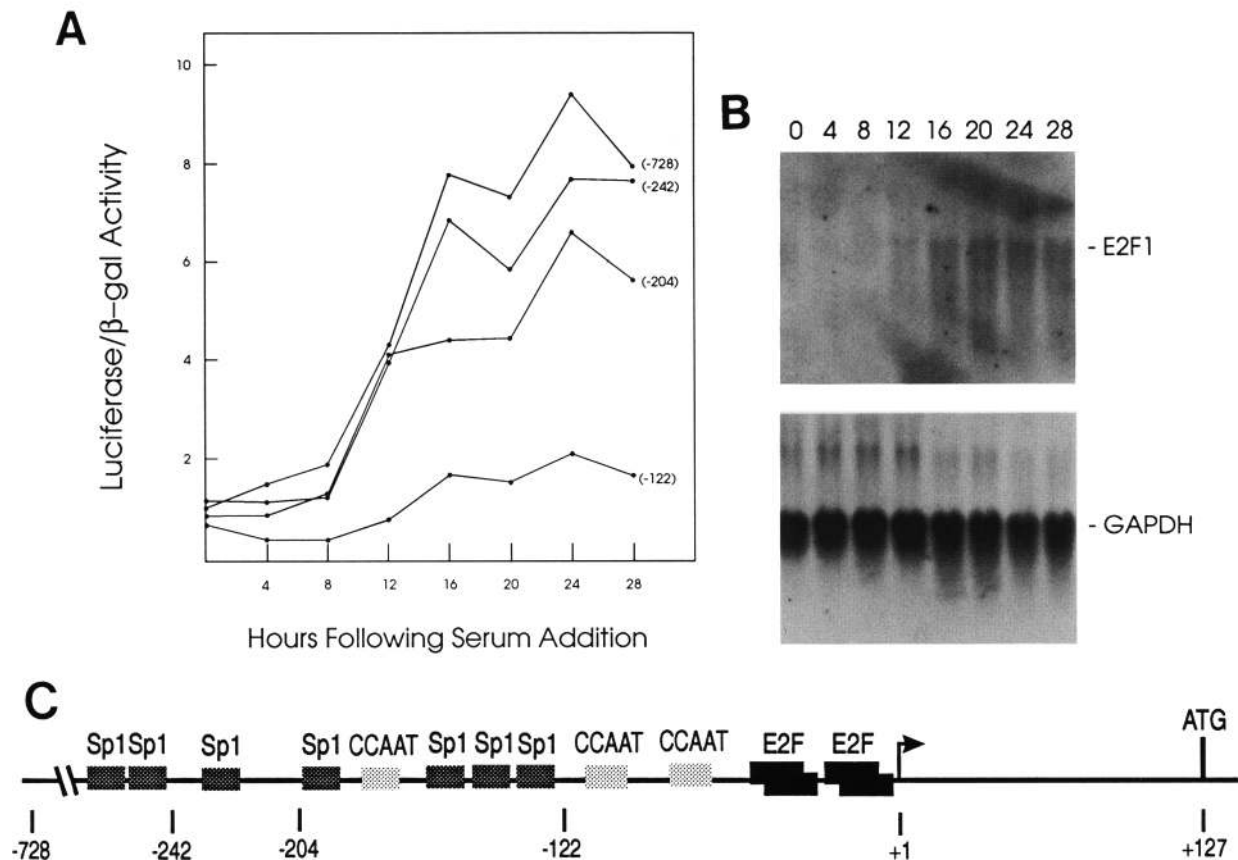 A
10
8
6
4
2
Luciferase/β-gal Activity
(-728)
(-242)
(-204)
(-122)
4 8 12 16 20 24 28
Hours Following Serum Addition
B
0 4 8 12 16 20 24 28
- E2F1
- GAPDH
C
Sp1 Sp1 Sp1 Sp1 CCAAT Sp1 Sp1 Sp1 CCAAT CCAAT E2F E2F ATG
-728 -242 -204 -122 +1 +127